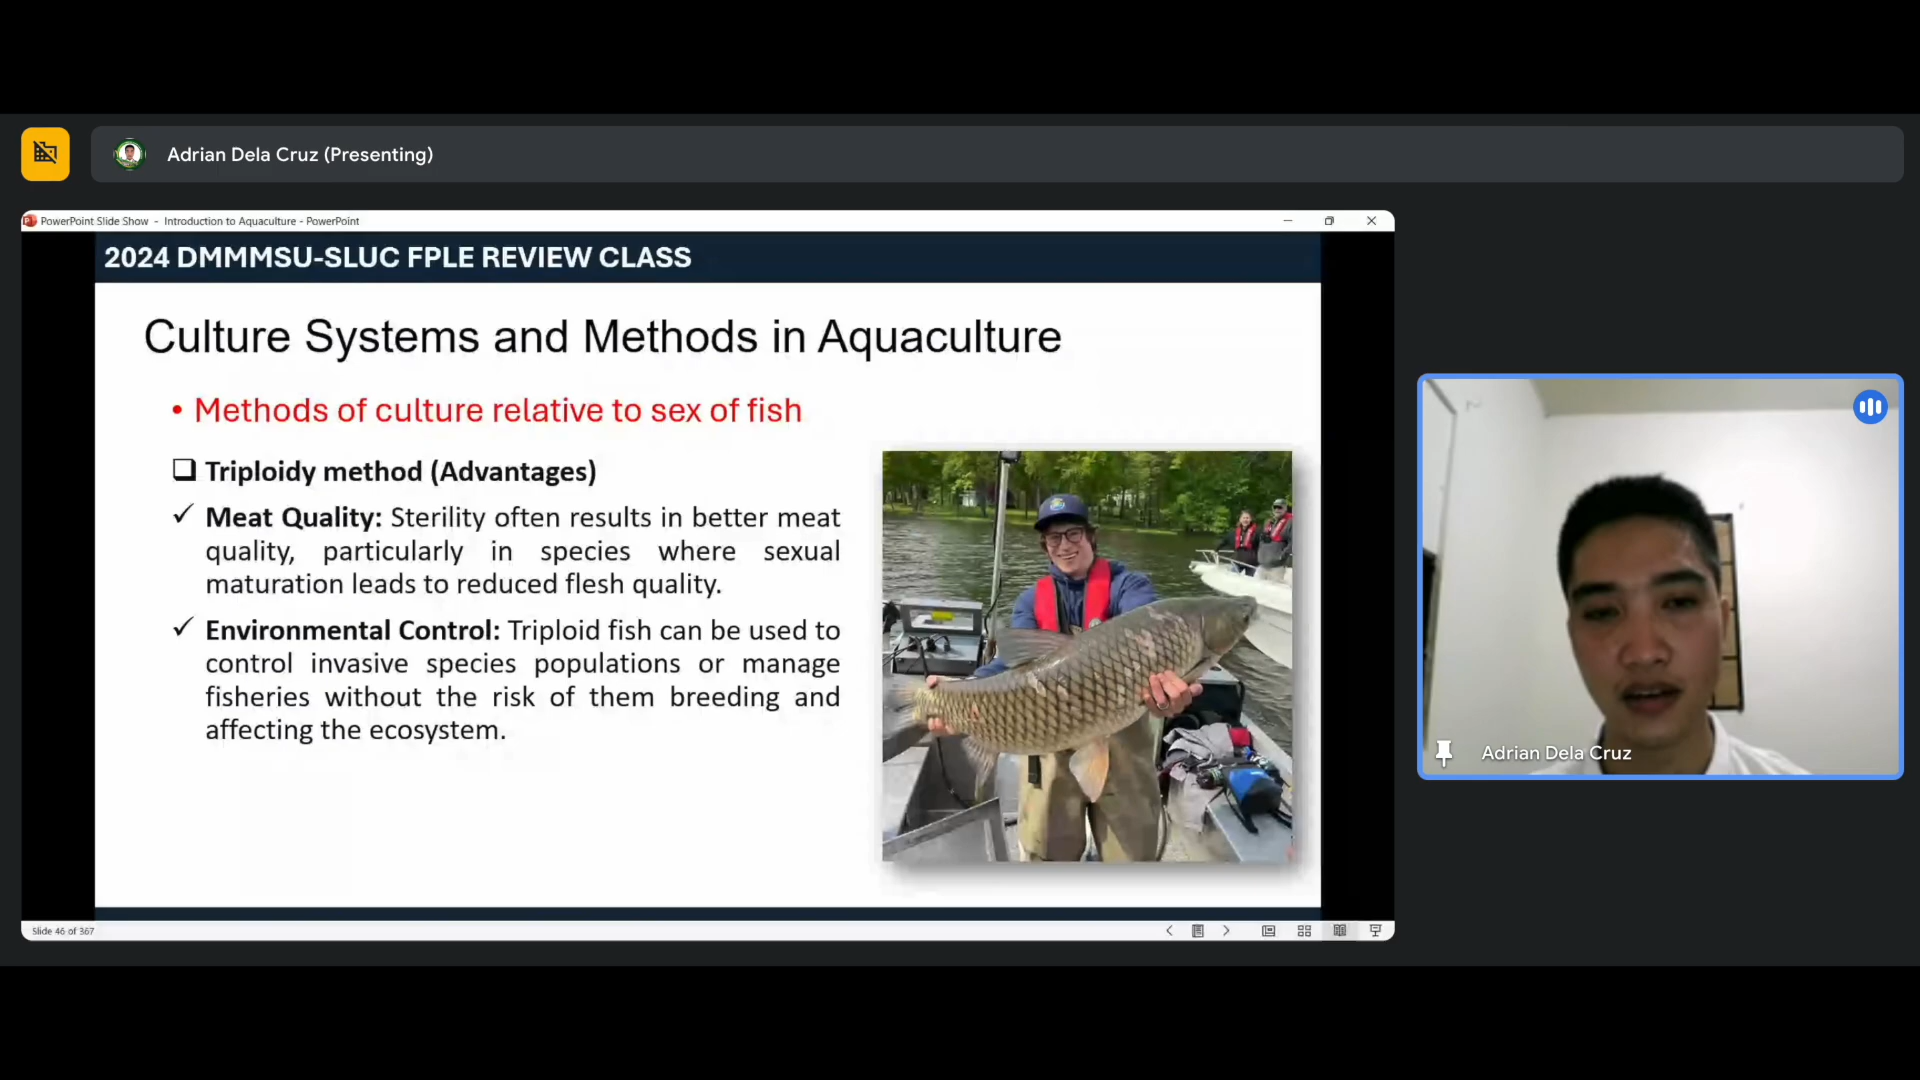 Adrian Dela Cruz (Presenting)
PowerPoint Slide Show - Introduction to Aquaculture - PowerPoint
2024 DMMMSU-SLUC FPLE REVIEW CLASS
Culture Systems and Methods in Aquaculture
• Methods of culture relative to sex of fish
❑ Triploidy method (Advantages)
✓ Meat Quality: Sterility often results in better meat
quality, particularly in species where sexual
maturation leads to reduced flesh quality.
✓ Environmental Control: Triploid fish can be used to
control invasive species populations or manage
fisheries without the risk of them breeding and
affecting the ecosystem.
Slide 46 of 367
Adrian Dela Cruz